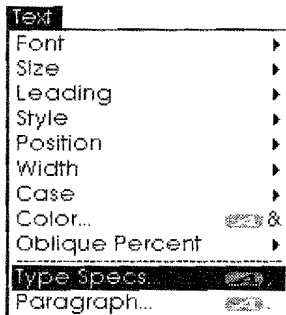 Text
Font
Size
Leading
Style
Position
Width
Case
Color... &
Oblique Percent
Type Specs... ,
Paragraph... .